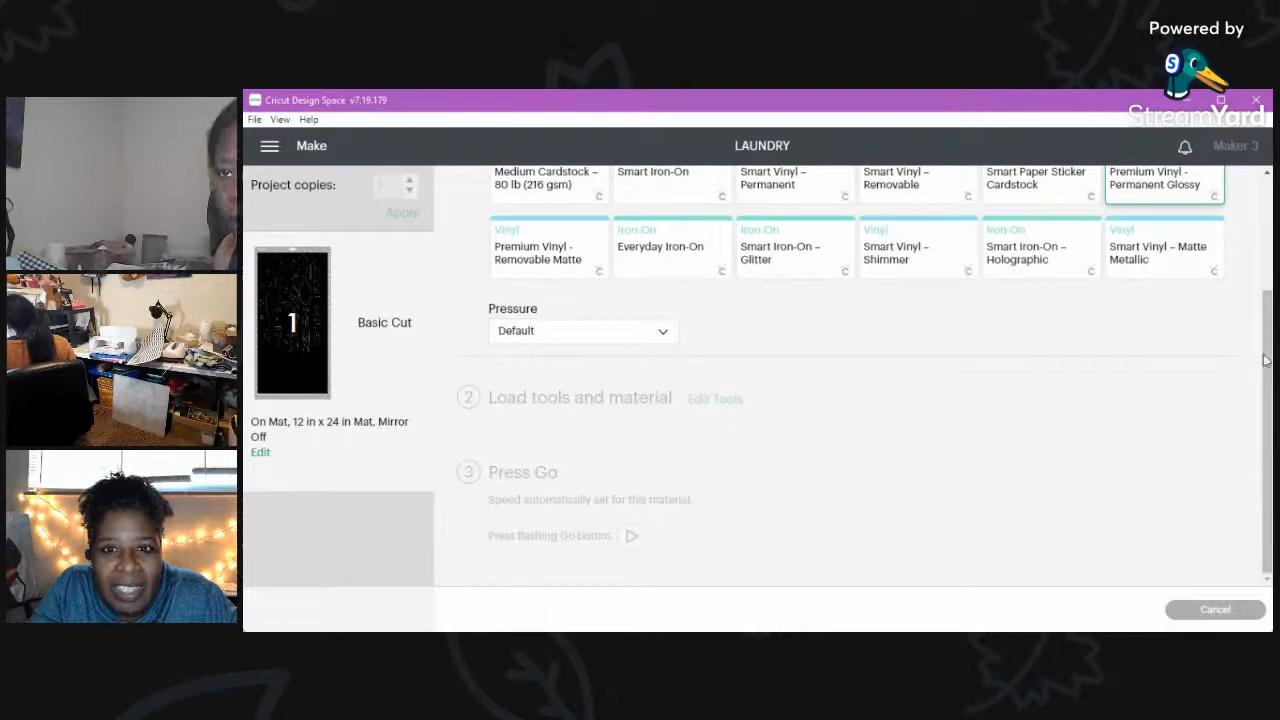 Powered by
S
StreamYard
Cricut Design Space v7.19.179
File View Help
Make
LAUNDRY
Maker 3
Project copies:
1
Apply
Medium Cardstock –
80 lb (216 gsm)
C
Smart Iron-On
C
Smart Vinyl –
Permanent
C
Smart Vinyl –
Removable
C
Smart Paper Sticker
Cardstock
C
Premium Vinyl -
Permanent Glossy
C
Vinyl
Premium Vinyl -
Removable Matte
C
Iron-On
Everyday Iron-On
C
Iron-On
Smart Iron-On –
Glitter
C
Vinyl
Smart Vinyl –
Shimmer
C
Iron-On
Smart Iron-On –
Holographic
C
Vinyl
Smart Vinyl – Matte
Metallic
C
1
Basic Cut
On Mat, 12 in x 24 in Mat, Mirror
Off
Edit
Pressure
Default
2 Load tools and material Edit Tools
3 Press Go
Speed automatically set for this material.
Press flashing Go button.
Cancel